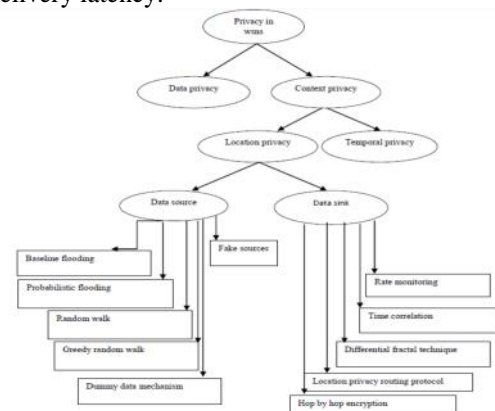 elivery latency.
Privacy in
wsns
Data privacy
Context privacy
Location privacy
Temporal privacy
Data source
Data sink
Fake sources
Baseline flooding
Probabilistic flooding
Random walk
Greedy random walk
Dummy data mechanism
Rate monitoring
Time correlation
Differential fractal technique
Location privacy routing protocol
Hop by hop encryption